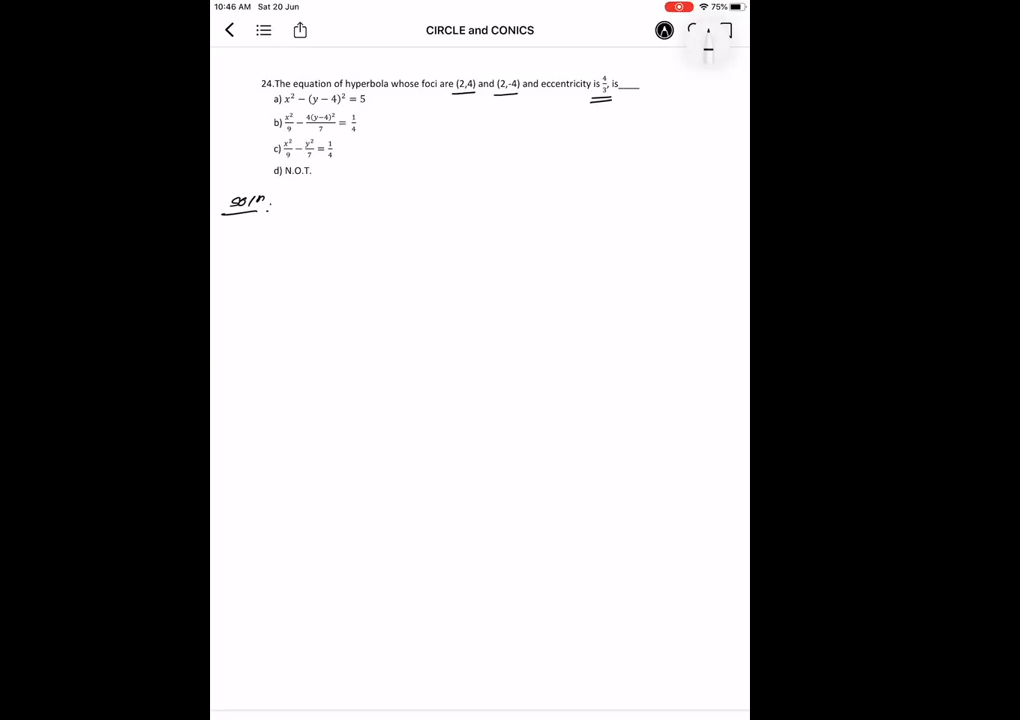 10:46 AM Sat 20 Jun 75%
CIRCLE and CONICS
24.The equation of hyperbola whose foci are (2,4) and (2,-4) and eccentricity is 4/3, is____
a) x² − (y − 4)² = 5
b) x²/9 − 4(y−4)²/7 = 1/4
c) x²/9 − y²/7 = 1/4
d) N.O.T.
Soln: